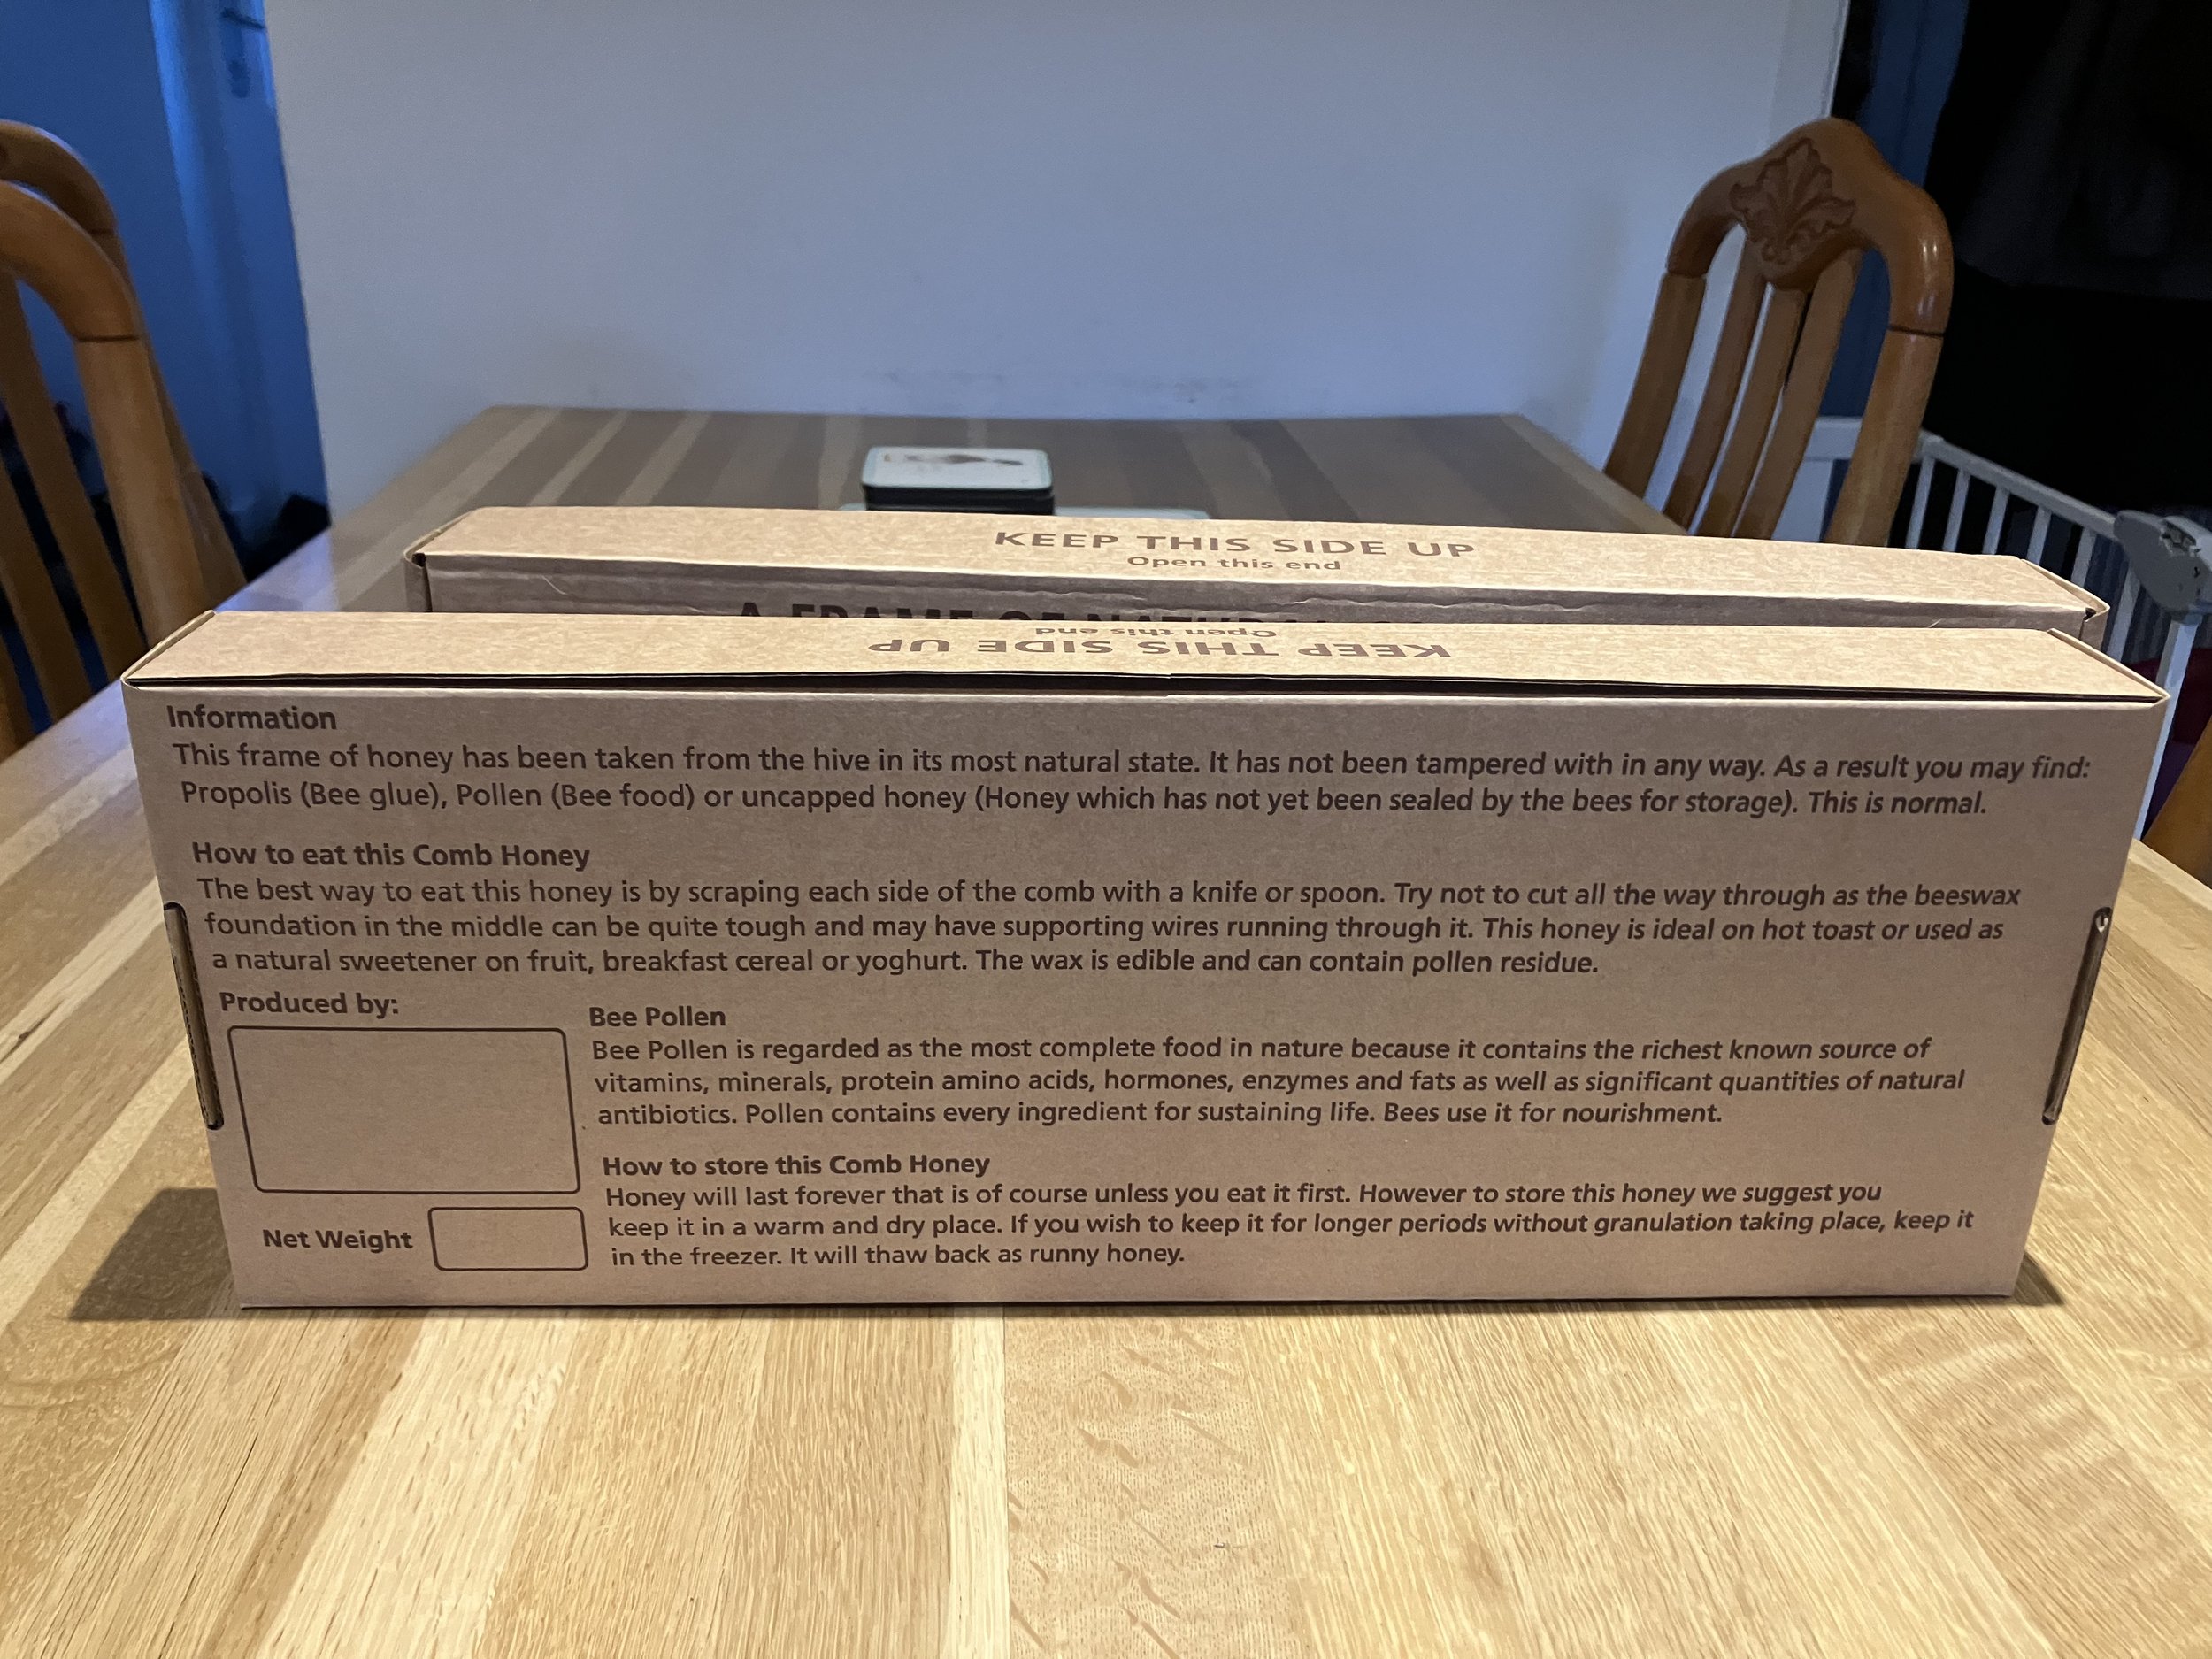 KEEP THIS SIDE UP
Open this end
A FRAME OF
Open this end
KEEP THIS SIDE UP
Information
This frame of honey has been taken from the hive in its most natural state. It has not been tampered with in any way. As a result you may find:
Propolis (Bee glue), Pollen (Bee food) or uncapped honey (Honey which has not yet been sealed by the bees for storage). This is normal.
How to eat this Comb Honey
The best way to eat this honey is by scraping each side of the comb with a knife or spoon. Try not to cut all the way through as the beeswax
foundation in the middle can be quite tough and may have supporting wires running through it. This honey is ideal on hot toast or used as
a natural sweetener on fruit, breakfast cereal or yoghurt. The wax is edible and can contain pollen residue.
Produced by:
Net Weight
Bee Pollen
Bee Pollen is regarded as the most complete food in nature because it contains the richest known source of
vitamins, minerals, protein amino acids, hormones, enzymes and fats as well as significant quantities of natural
antibiotics. Pollen contains every ingredient for sustaining life. Bees use it for nourishment.
How to store this Comb Honey
Honey will last forever that is of course unless you eat it first. However to store this honey we suggest you
keep it in a warm and dry place. If you wish to keep it for longer periods without granulation taking place, keep it
in the freezer. It will thaw back as runny honey.